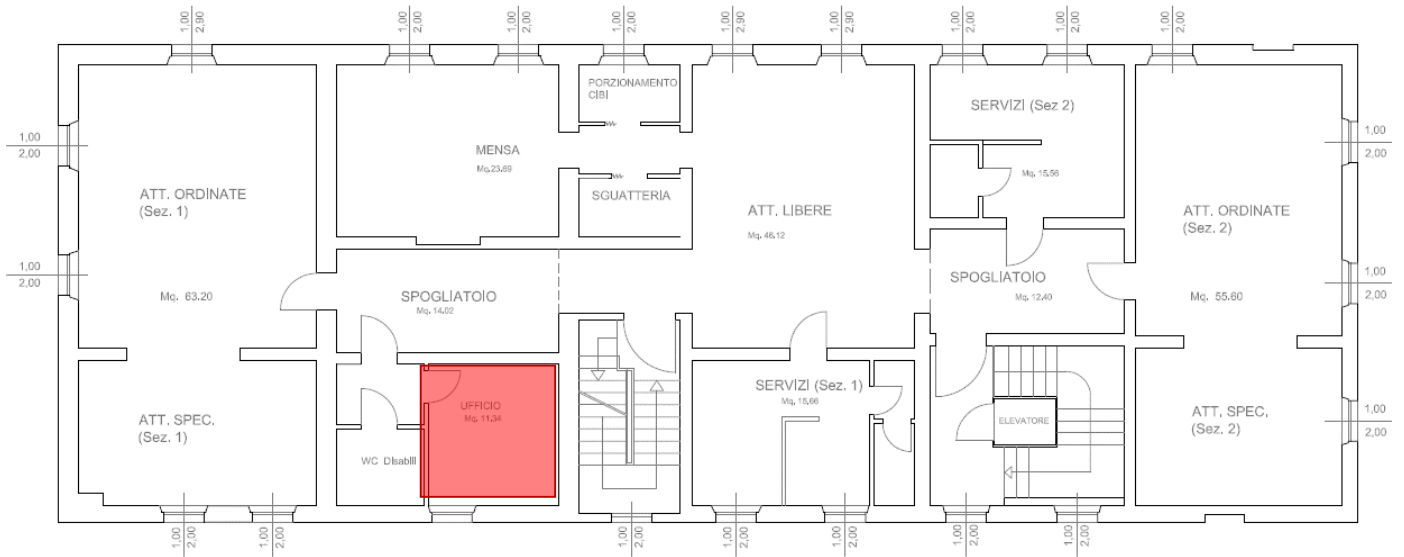 1,00
2,90
1,00
2,00
1,00
2,00
1,00
2,00
1,00
2,90
1,00
2,90
1,00
2,00
1,00
2,00
1,00
2,00
PORZIONAMENTO
CIBI
SERVIZI (Sez 2)
1,00
2,00
MENSA
Mq.23.69
1,00
2,00
Mq. 15.56
ATT. ORDINATE
(Sez. 1)
SGUATTERIA
ATT. LIBERE
Mq. 46.12
ATT. ORDINATE
(Sez. 2)
1,00
2,00
SPOGLIATOIO
Mq. 12.40
1,00
2,00
Mq. 63.20
SPOGLIATOIO
Mq. 14.02
Mq. 55.60
SERVIZI (Sez. 1)
Mq. 15.66
UFFICIO
Mq. 11.34
ATT. SPEC.
(Sez. 1)
ELEVATORE
ATT. SPEC.
(Sez. 2)
1,00
2,00
WC Disabili
1,00
2,00
1,00
2,00
1,00
2,00
1,00
2,00
1,00
2,00
1,00
2,00
1,00
2,00